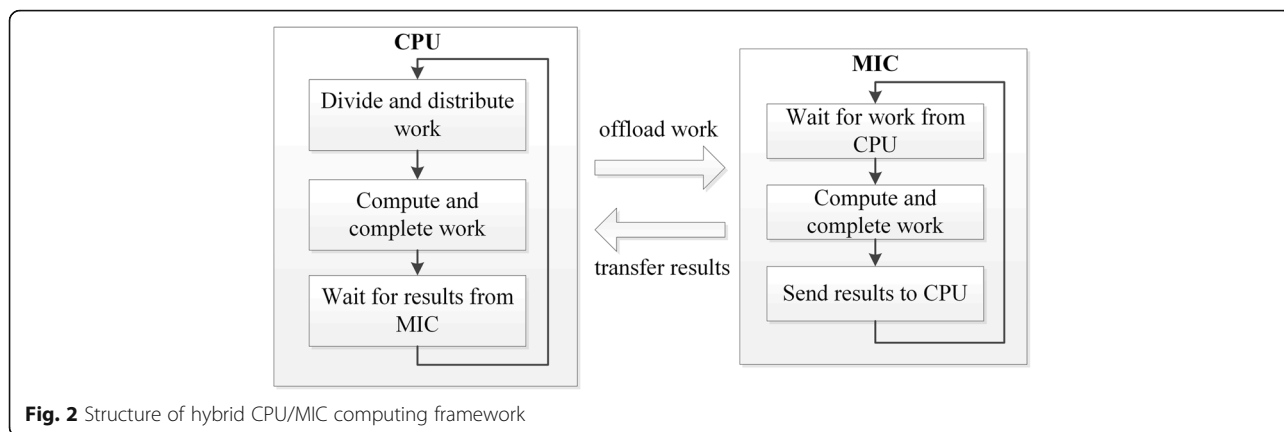 CPU
Divide and distribute
work
Compute and
complete work
Wait for results from
MIC
offload work
transfer results
MIC
Wait for work from
CPU
Compute and
complete work
Send results to CPU
Fig. 2 Structure of hybrid CPU/MIC computing framework